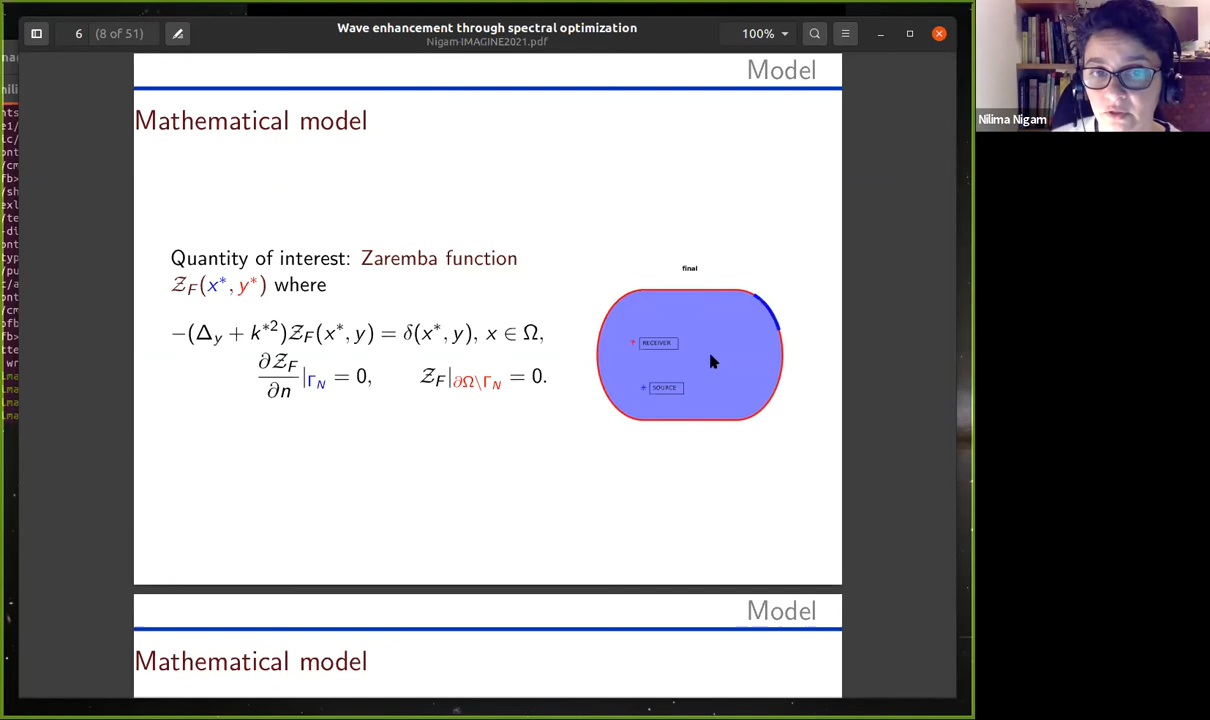 Wave enhancement through spectral optimization
Nigam-IMAGINE2021.pdf
6 (8 of 51)
100%
Model
Mathematical model
Quantity of interest: Zaremba function
𝒵_F(x*, y*) where
−(Δ_y + k*²)𝒵_F(x*, y) = δ(x*, y), x ∈ Ω,
∂𝒵_F/∂n|_Γ_N = 0, 𝒵_F|_∂Ω\Γ_N = 0.
final
RECEIVER
SOURCE
Nilima Nigam
Model
Mathematical model